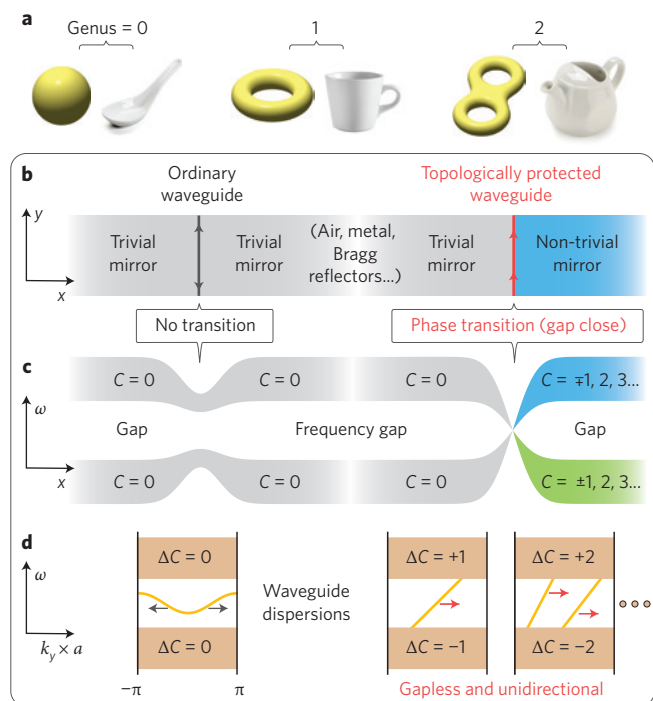 a
Genus = 0
1
2
b
Ordinary
waveguide
Topologically protected
waveguide
y
x
Trivial
mirror
Trivial
mirror
(Air, metal,
Bragg
reflectors...)
Trivial
mirror
Non-trivial
mirror
No transition
Phase transition (gap close)
c
ω
x
C = 0
C = 0
C = 0
C = ∓1, 2, 3...
Gap
Frequency gap
Gap
C = 0
C = 0
C = 0
C = ±1, 2, 3...
d
ω
k_y × a
ΔC = 0
ΔC = 0
−π
π
Waveguide
dispersions
ΔC = +1
ΔC = −1
ΔC = +2
ΔC = −2
Gapless and unidirectional